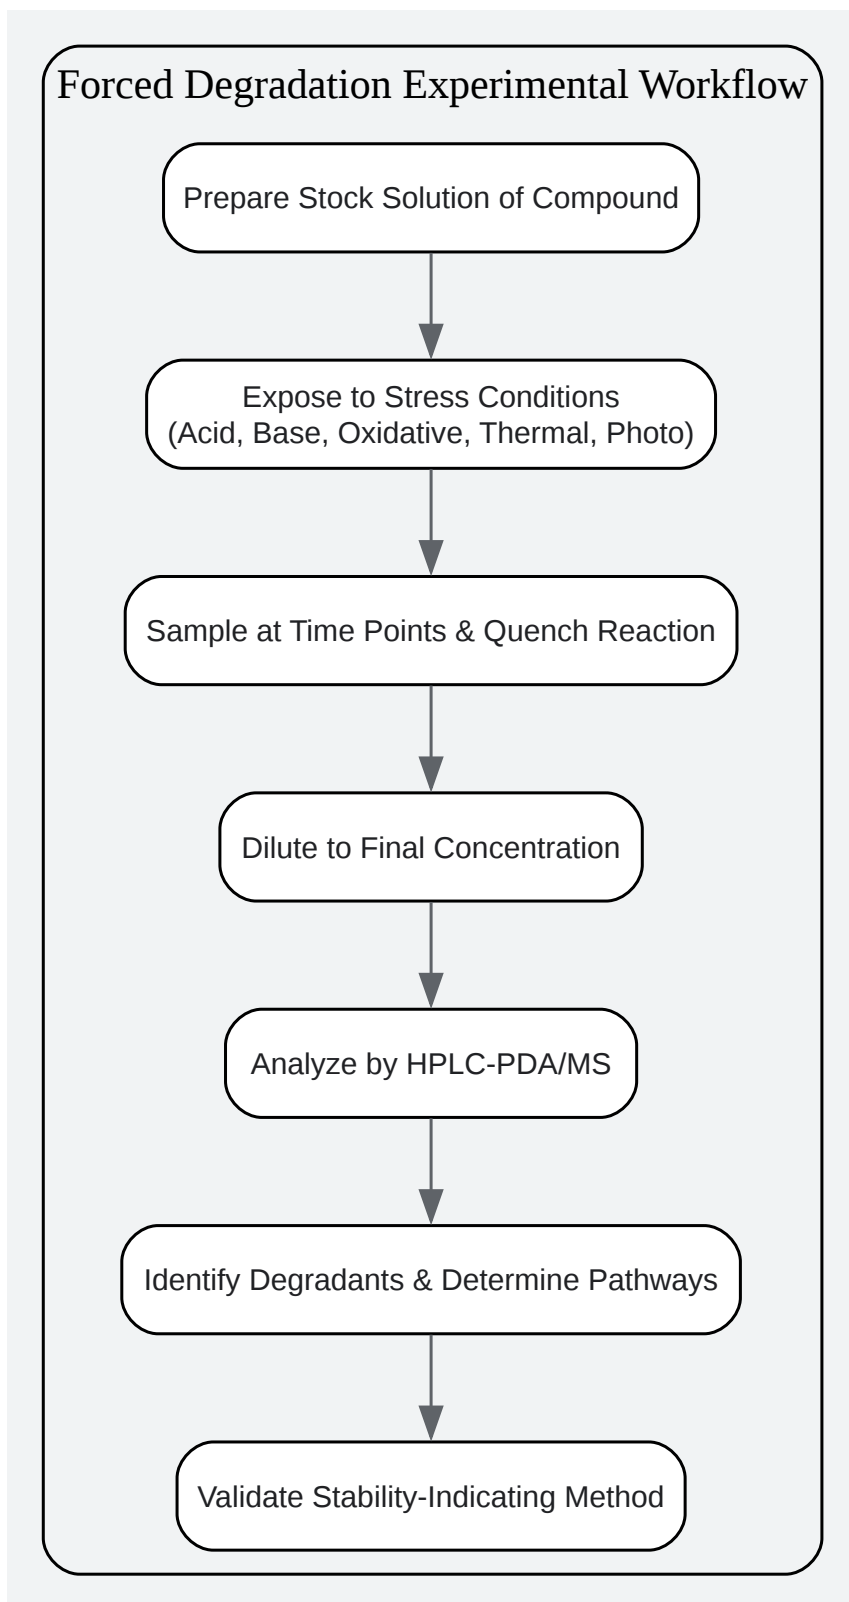 Forced Degradation Experimental Workflow
Prepare Stock Solution of Compound
Expose to Stress Conditions
(Acid, Base, Oxidative, Thermal, Photo)
Sample at Time Points & Quench Reaction
Dilute to Final Concentration
Analyze by HPLC-PDA/MS
Identify Degradants & Determine Pathways
Validate Stability-Indicating Method